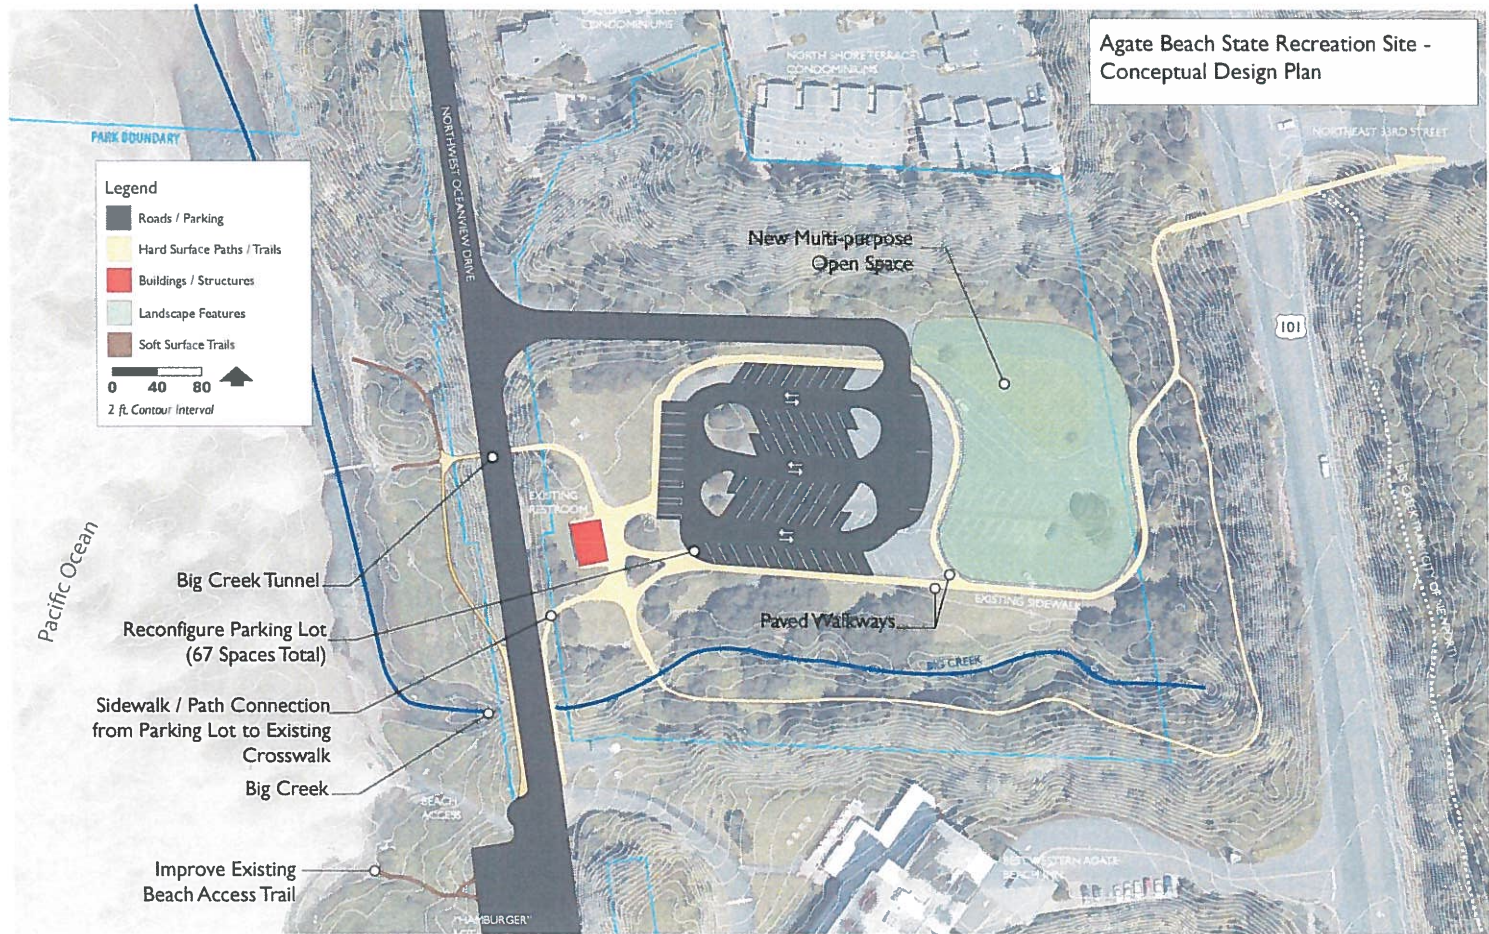 Agate Beach State Recreation Site -
Conceptual Design Plan
CONDOMINIUMS
NORTH SHORE TERRACE
CONDOMINIUMS
NORTHEAST 33RD STREET
PARK BOUNDARY
NORTHWEST OCEANVIEW DRIVE
Legend
Roads / Parking
Hard Surface Paths / Trails
Buildings / Structures
Landscape Features
Soft Surface Trails
0 40 80
2 ft. Contour Interval
New Multi-purpose
Open Space
101
EXISTING
RESTROOM
Pacific Ocean
Big Creek Tunnel
Reconfigure Parking Lot
(67 Spaces Total)
Paved Walkways
EXISTING SIDEWALK
BIG CREEK
Sidewalk / Path Connection
from Parking Lot to Existing
Crosswalk
Big Creek
BEACH
ACCESS
Improve Existing
Beach Access Trail
"HAMBURGER"
BEST WESTERN AGATE